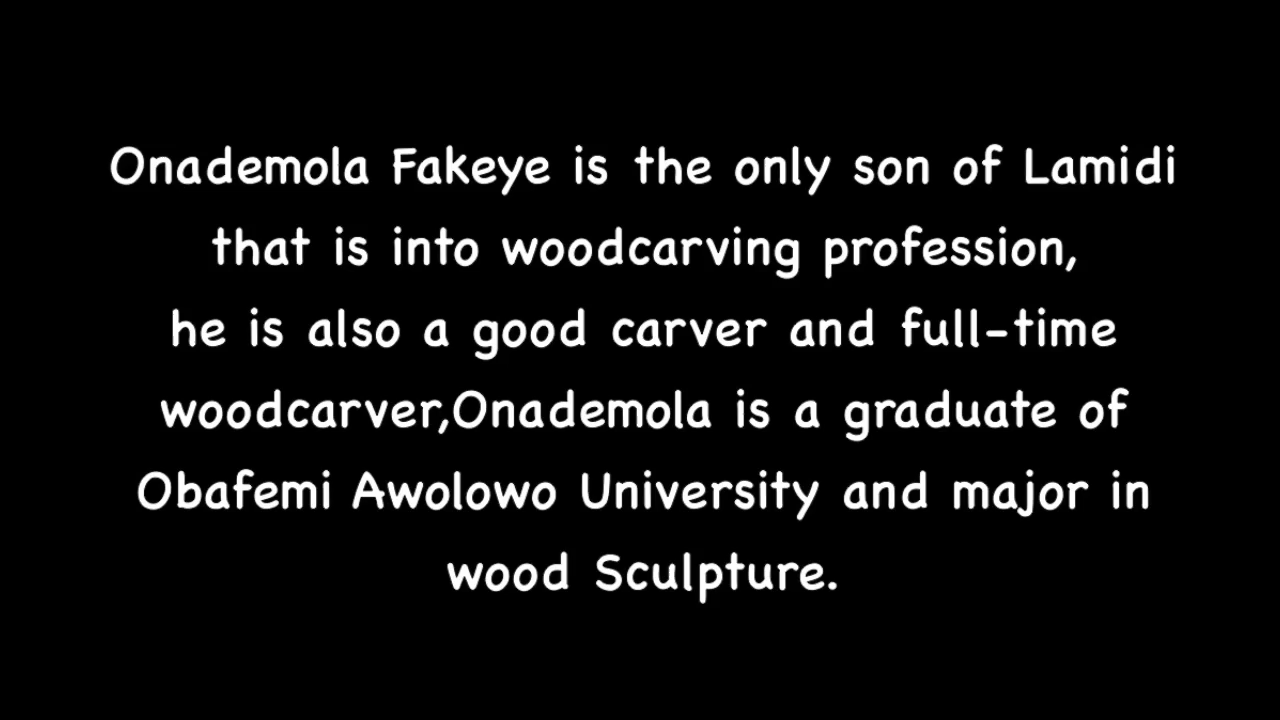 Onademola Fakeye is the only son of Lamidi
that is into woodcarving profession,
he is also a good carver and full-time
woodcarver,Onademola is a graduate of
Obafemi Awolowo University and major in
wood Sculpture.